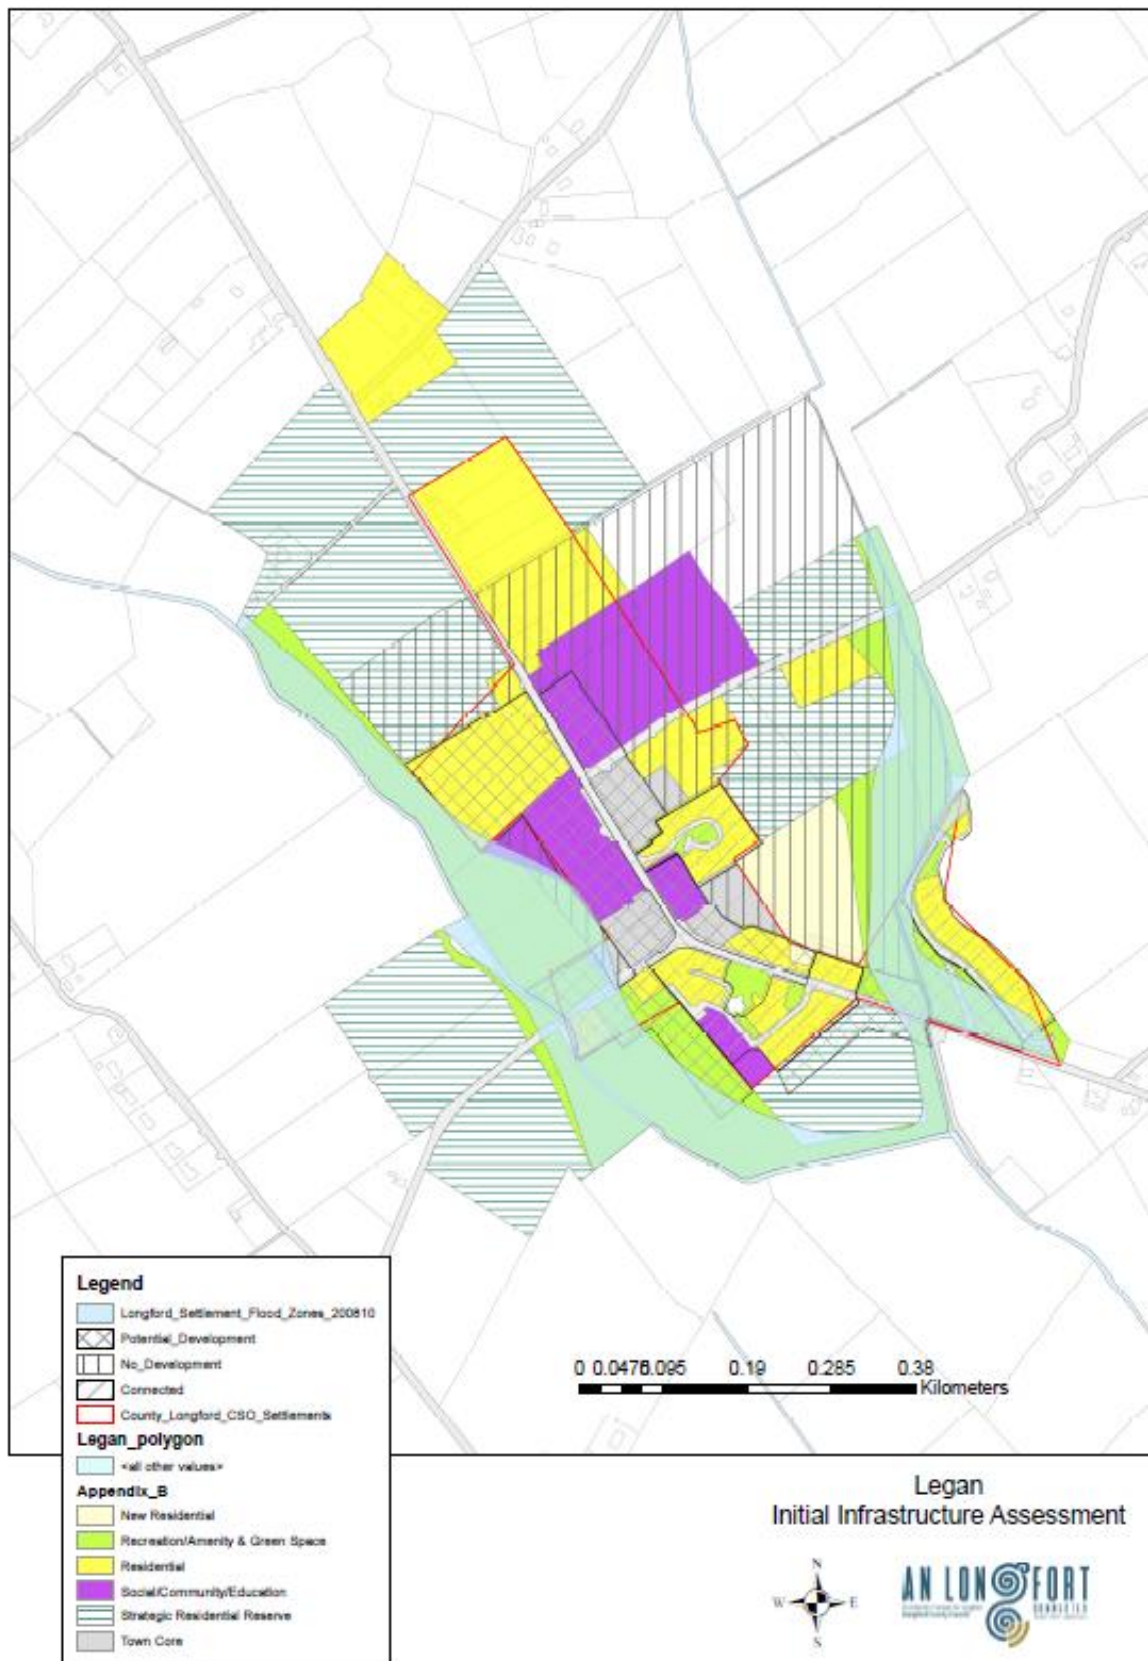 Legend
Longford_Settlement_Flood_Zones_200810
Potential_Development
No_Development
Connected
County_Longford_CSO_Settlements
Legan_polygon
<all other values>
Appendix_B
New Residential
Recreation/Amenity & Green Space
Residential
Social/Community/Education
Strategic Residential Reserve
Town Core
0 0.0475 0.095 0.19 0.285 0.38
Kilometers
Legan
Initial Infrastructure Assessment
N
W E
S
AN LONGFORT